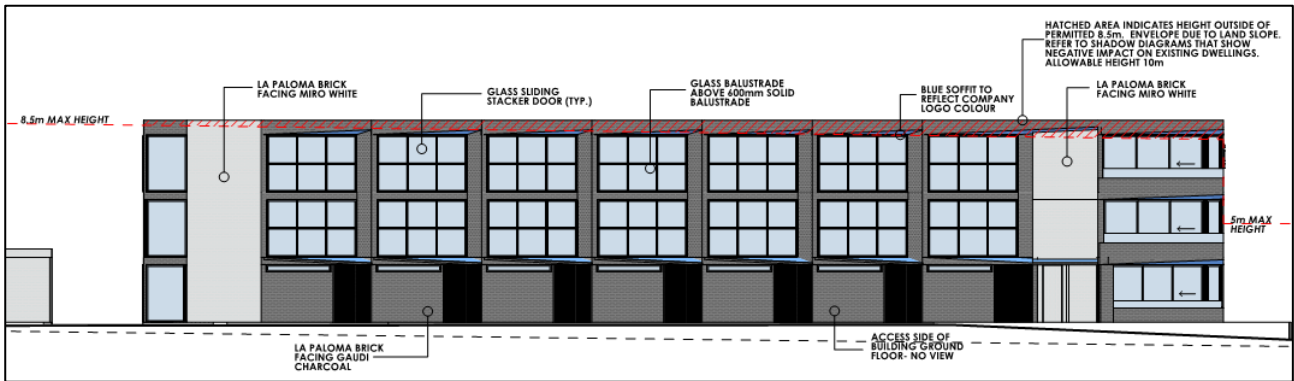 HATCHED AREA INDICATES HEIGHT OUTSIDE OF
PERMITTED 8.5m. ENVELOPE DUE TO LAND SLOPE.
REFER TO SHADOW DIAGRAMS THAT SHOW
NEGATIVE IMPACT ON EXISTING DWELLINGS.
ALLOWABLE HEIGHT 10m
LA PALOMA BRICK
FACING MIRO WHITE
GLASS SLIDING
STACKER DOOR (TYP.)
GLASS BALUSTRADE
ABOVE 600mm SOLID
BALUSTRADE
BLUE SOFFIT TO
REFLECT COMPANY
LOGO COLOUR
LA PALOMA BRICK
FACING MIRO WHITE
8.5m MAX HEIGHT
5m MAX
HEIGHT
LA PALOMA BRICK
FACING GAUDI
CHARCOAL
ACCESS SIDE OF
BUILDING GROUND
FLOOR- NO VIEW